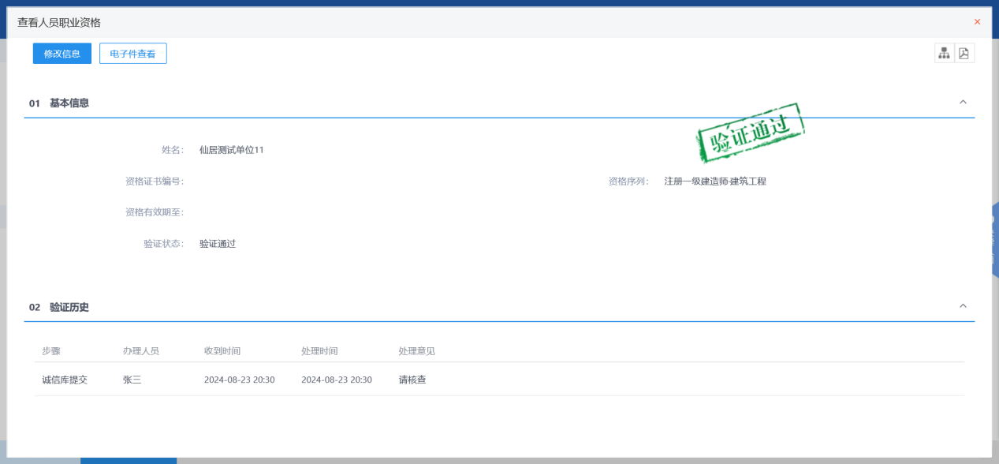 查看人员职业资格
修改信息 电子件查看
01 基本信息
验证通过
姓名： 仙居测试单位11
资格证书编号： 资格序列： 注册一级建造师·建筑工程
资格有效期至：
验证状态： 验证通过
02 验证历史
步骤 办理人员 收到时间 处理时间 处理意见
诚信库提交 张三 2024-08-23 20:30 2024-08-23 20:30 请核查